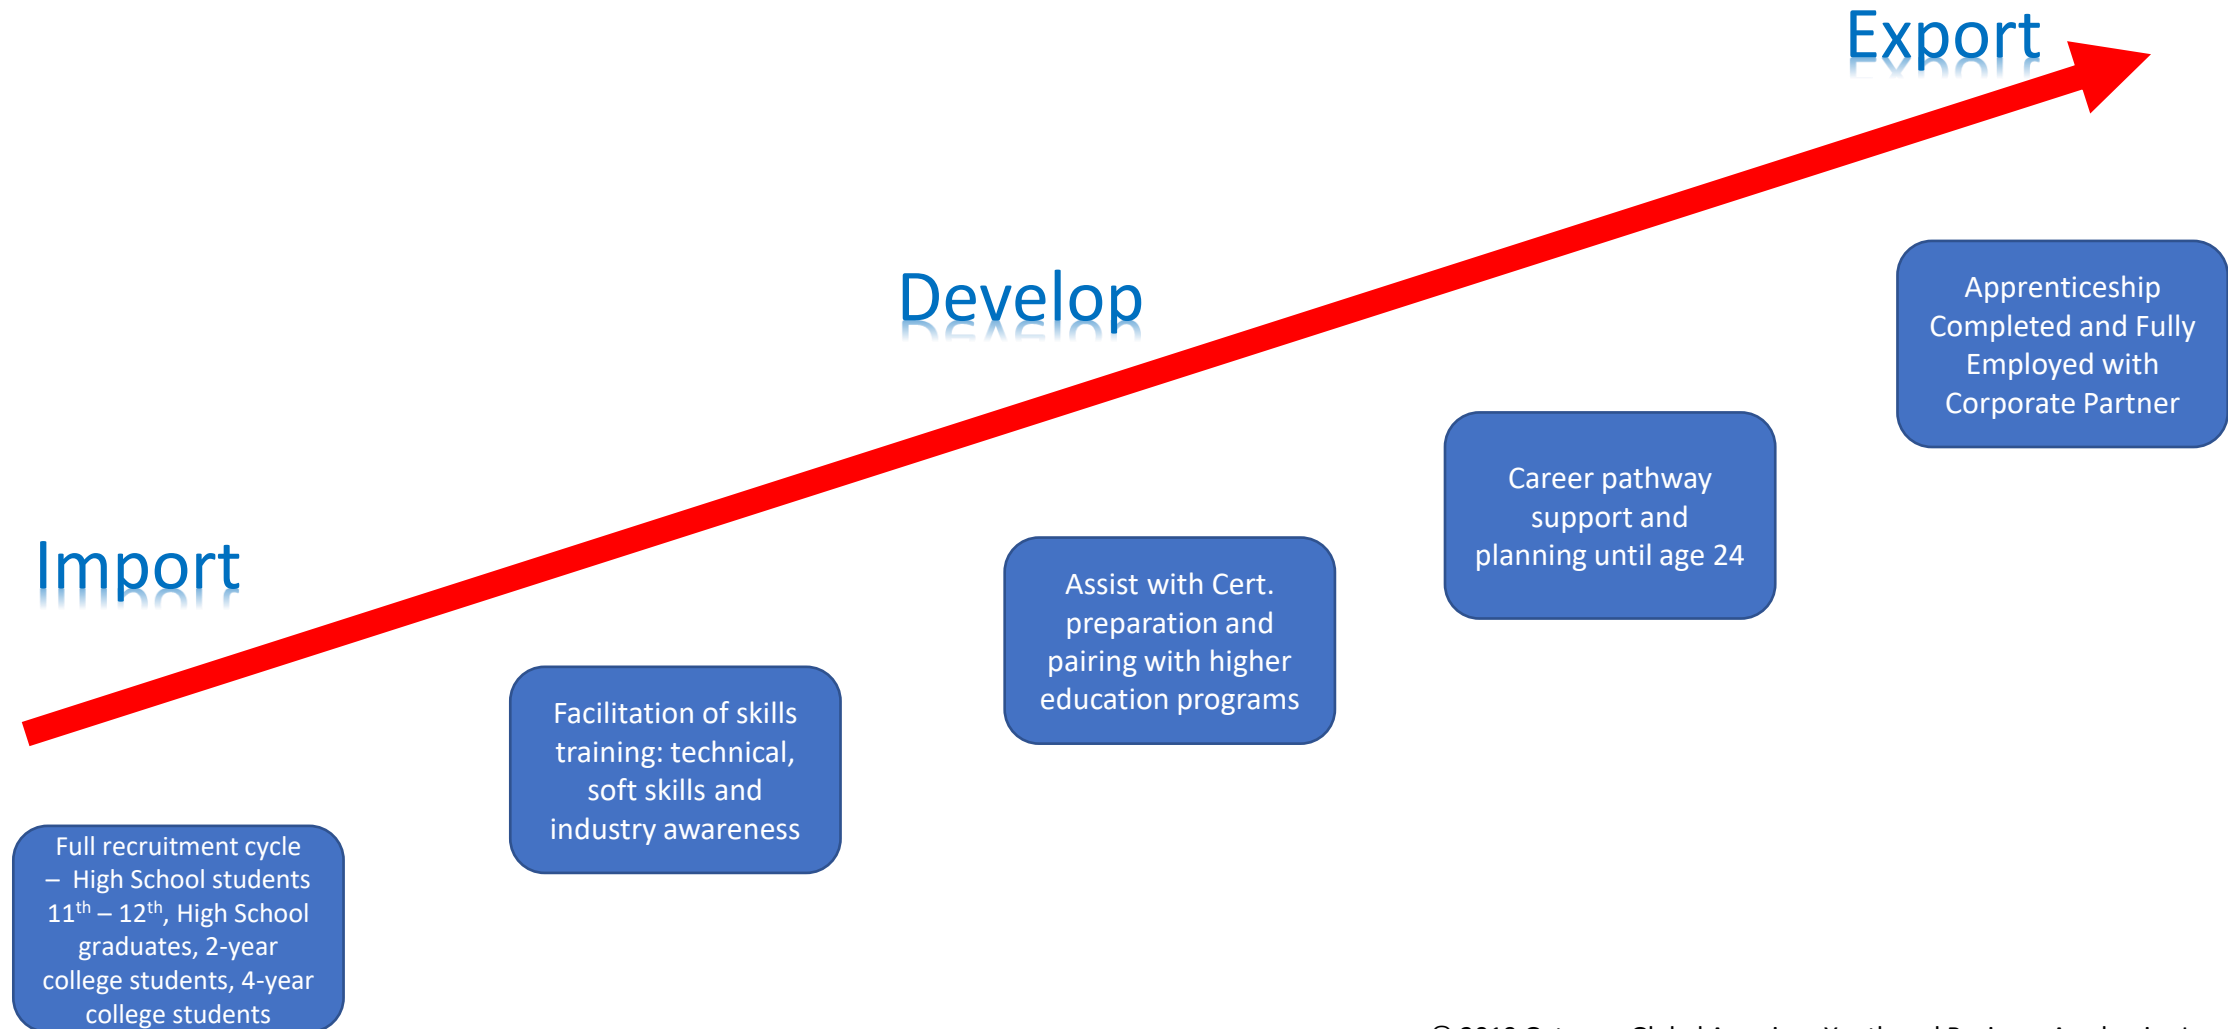 Export
Develop
Import
Apprenticeship
Completed and Fully
Employed with
Corporate Partner
Career pathway
support and
planning until age 24
Assist with Cert.
preparation and
pairing with higher
education programs
Facilitation of skills
training: technical,
soft skills and
industry awareness
Full recruitment cycle
– High School students
11th – 12th, High School
graduates, 2-year
college students, 4-year
college students